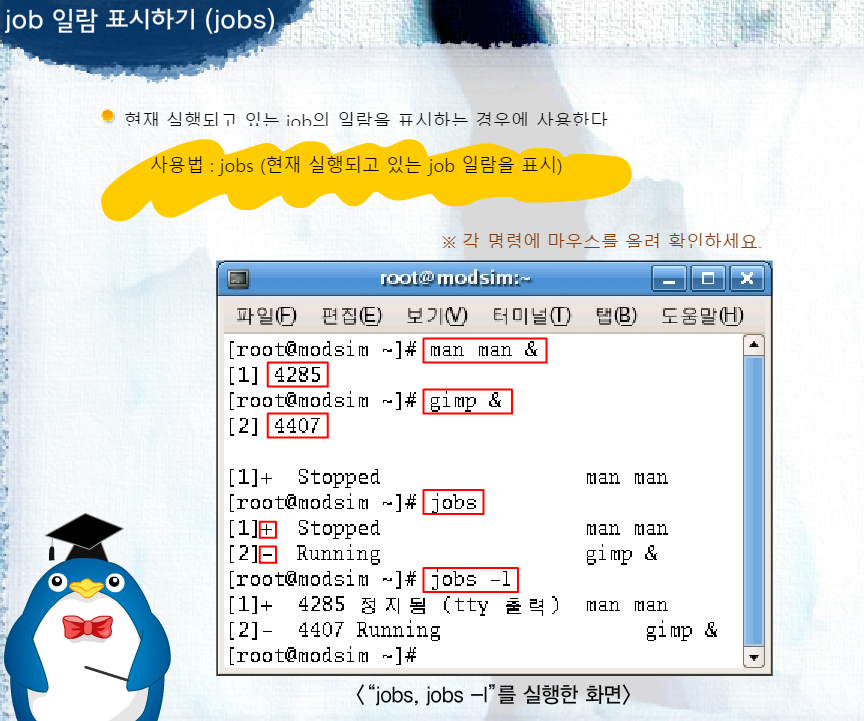 job 일람 표시하기 (jobs)
현재 실행되고 있는 job의 일람을 표시하는 경우에 사용한다
사용법 : jobs (현재 실행되고 있는 job 일람을 표시)
※ 각 명령에 마우스를 올려 확인하세요.
root@modsim:~
파일(F) 편집(E) 보기(V) 터미널(T) 탭(B) 도움말(H)
[root@modsim ~]# man man &
[1] 4285
[root@modsim ~]# gimp &
[2] 4407
[1]+ Stopped man man
[root@modsim ~]# jobs
[1]+ Stopped man man
[2]- Running gimp &
[root@modsim ~]# jobs -l
[1]+ 4285 정지됨 (tty 출력) man man
[2]- 4407 Running gimp &
[root@modsim ~]#
〈 “jobs, jobs –l”를 실행한 화면〉